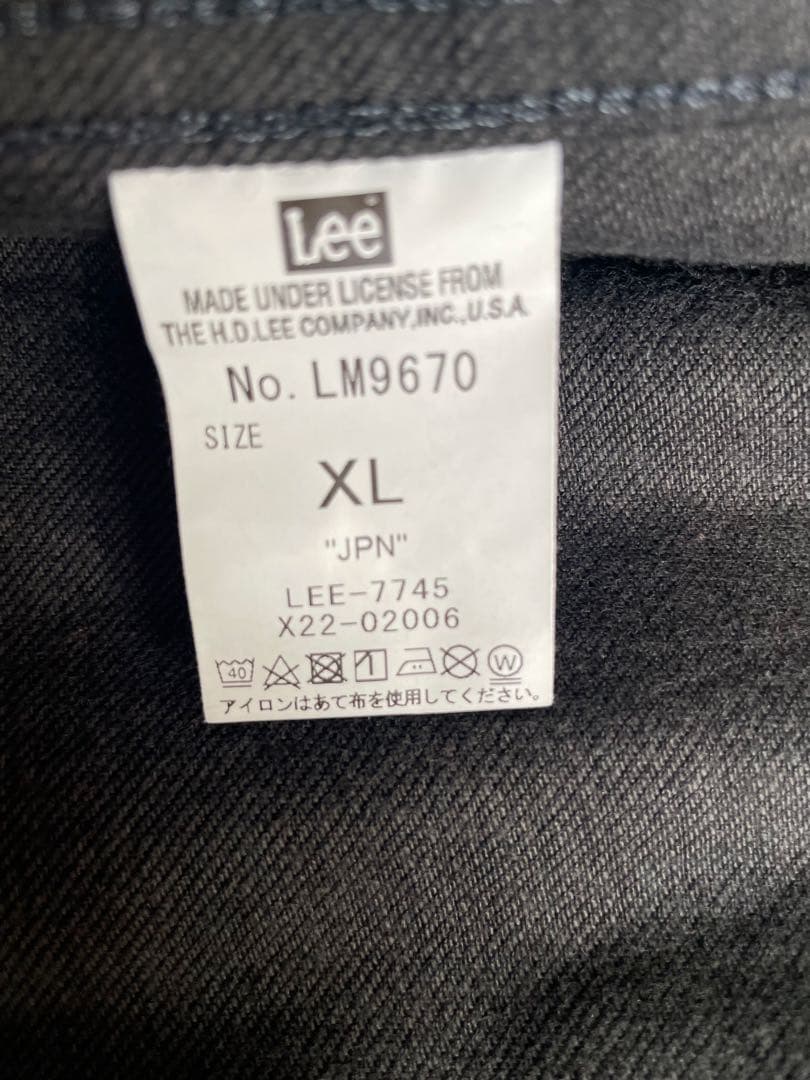 Lee
MADE UNDER LICENSE FROM
THE H.D.LEE COMPANY,INC.,U.S.A.
No. LM9670
SIZE
XL
"JPN"
LEE-7745
X22-02006
40 W
アイロンはあて布を使用してください。